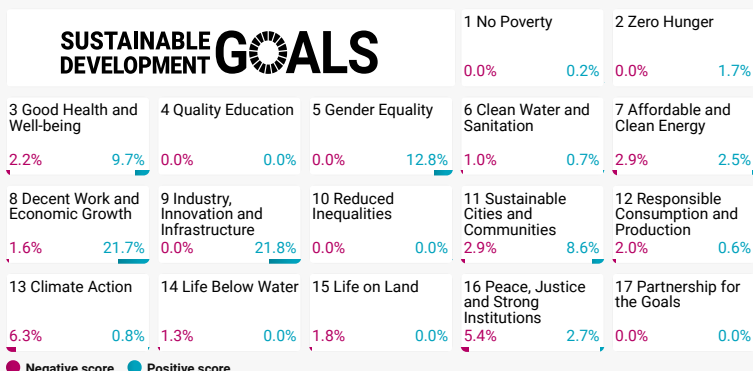 SUSTAINABLE
DEVELOPMENT
GOALS
1 No Poverty
0.0% 0.2%
2 Zero Hunger
0.0% 1.7%
3 Good Health and
Well-being
2.2% 9.7%
4 Quality Education
0.0% 0.0%
5 Gender Equality
0.0% 12.8%
6 Clean Water and
Sanitation
1.0% 0.7%
7 Affordable and
Clean Energy
2.9% 2.5%
8 Decent Work and
Economic Growth
1.6% 21.7%
9 Industry,
Innovation and
Infrastructure
0.0% 21.8%
10 Reduced
Inequalities
0.0% 0.0%
11 Sustainable
Cities and
Communities
2.9% 8.6%
12 Responsible
Consumption and
Production
2.0% 0.6%
13 Climate Action
6.3% 0.8%
14 Life Below Water
1.3% 0.0%
15 Life on Land
1.8% 0.0%
16 Peace, Justice
and Strong
Institutions
5.4% 2.7%
17 Partnership for
the Goals
0.0% 0.0%
Negative score Positive score